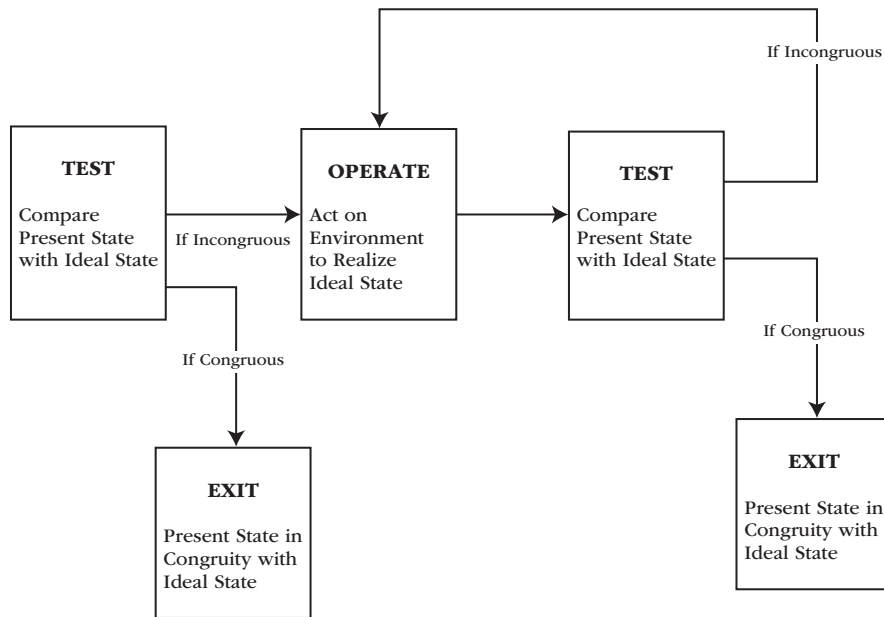 If Incongruous
TEST
Compare
Present State
with Ideal State
If Incongruous
OPERATE
Act on
Environment
to Realize
Ideal State
TEST
Compare
Present State
with Ideal State
If Congruous
If Congruous
EXIT
Present State in
Congruity with
Ideal State
EXIT
Present State in
Congruity with
Ideal State